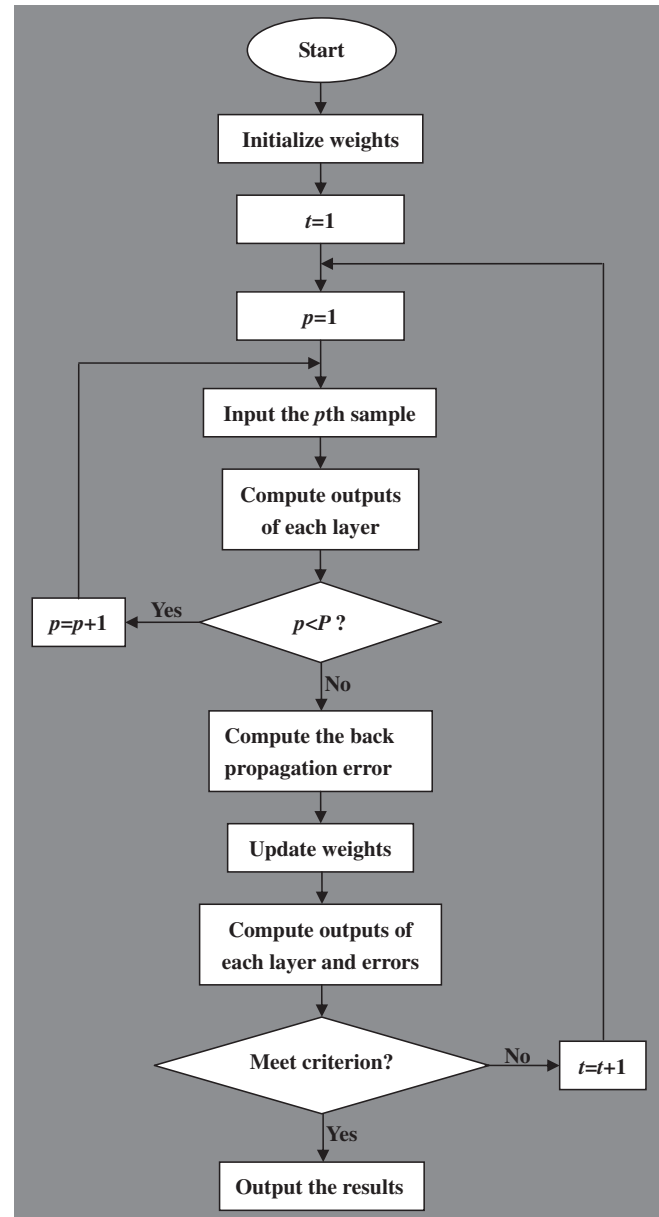 Start
Initialize weights
t=1
p=1
Input the pth sample
Compute outputs
of each layer
p<P ?
Yes
p=p+1
No
Compute the back
propagation error
Update weights
Compute outputs of
each layer and errors
Meet criterion?
No
t=t+1
Yes
Output the results